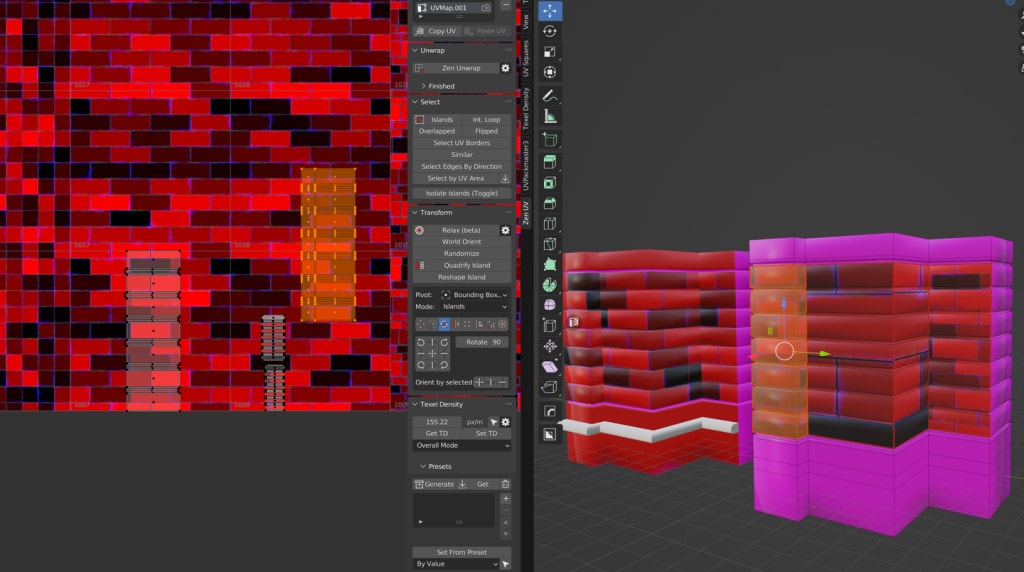 UVMap.001
Copy UV
Paste UV
Unwrap
Zen Unwrap
Finished
Select
Islands
Int. Loop
Overlapped
Flipped
Select UV Borders
Similar
Select Edges By Direction
Select by UV Area
Isolate Islands (Toggle)
Transform
Relax (beta)
World Orient
Randomize
Quadrify Island
Reshape Island
Pivot:
Bounding Box...
Mode:
Islands
Rotate 90
Orient by selected:
Texel Density
155.22
px/m
Get TD
Set TD
Overall Mode
Presets
Generate
Get
Set From Preset
By Value
View
UV Squares
Texel Density
UVPackmaster3
Zen UV
1027
1028
1017
1018
1007
1008